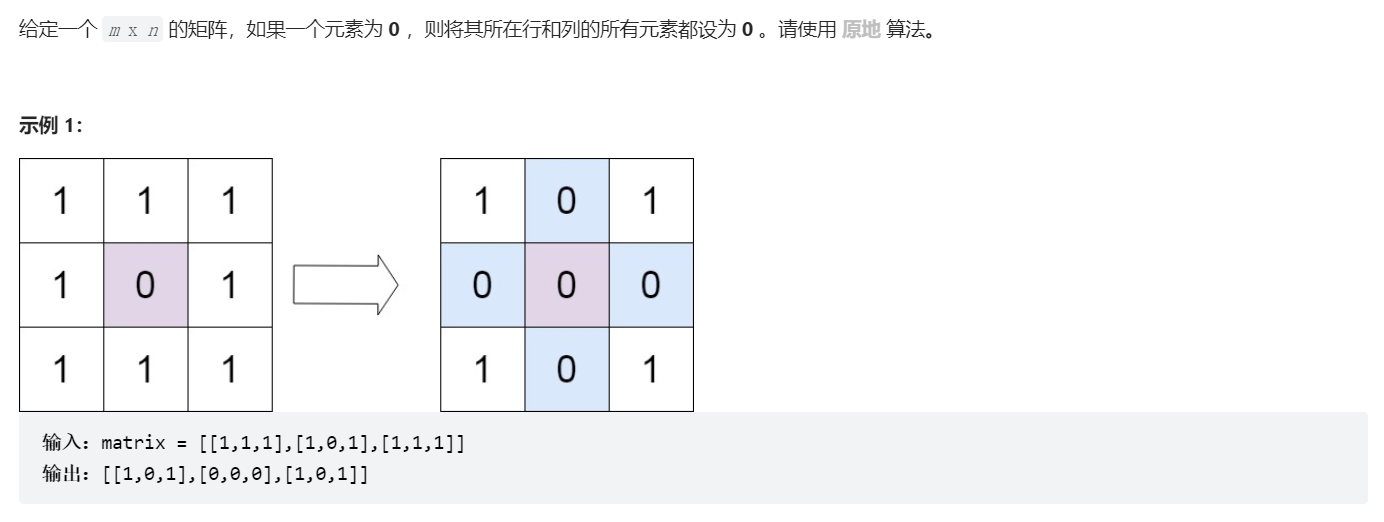 给定一个 m x n 的矩阵，如果一个元素为 0 ，则将其所在行和列的所有元素都设为 0 。请使用 原地 算法。
示例 1：
1 1 1 1 0 1
1 0 1 0 0 0
1 1 1 1 0 1
输入：matrix = [[1,1,1],[1,0,1],[1,1,1]]
输出：[[1,0,1],[0,0,0],[1,0,1]]